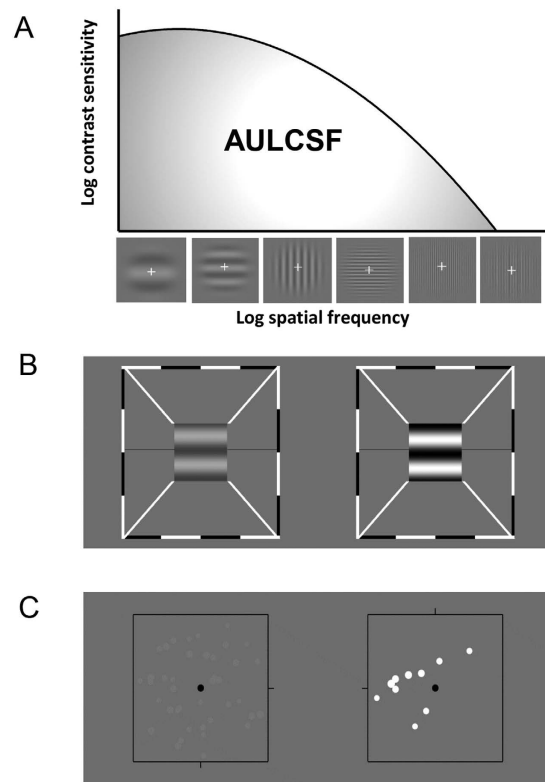 A
Log contrast sensitivity
AULCSF
Log spatial frequency
B
C